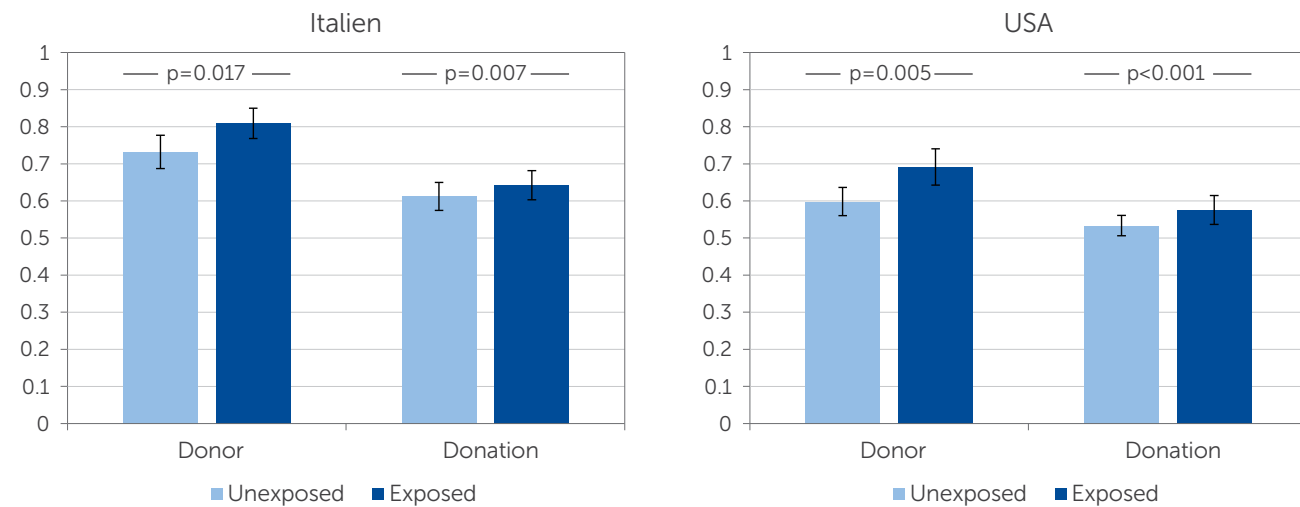 Italien
1
p=0.017
p=0.007
0.9
0.8
0.7
0.6
0.5
0.4
0.3
0.2
0.1
0
Donor
Donation
Unexposed
Exposed
USA
1
p=0.005
p<0.001
0.9
0.8
0.7
0.6
0.5
0.4
0.3
0.2
0.1
0
Donor
Donation
Unexposed
Exposed